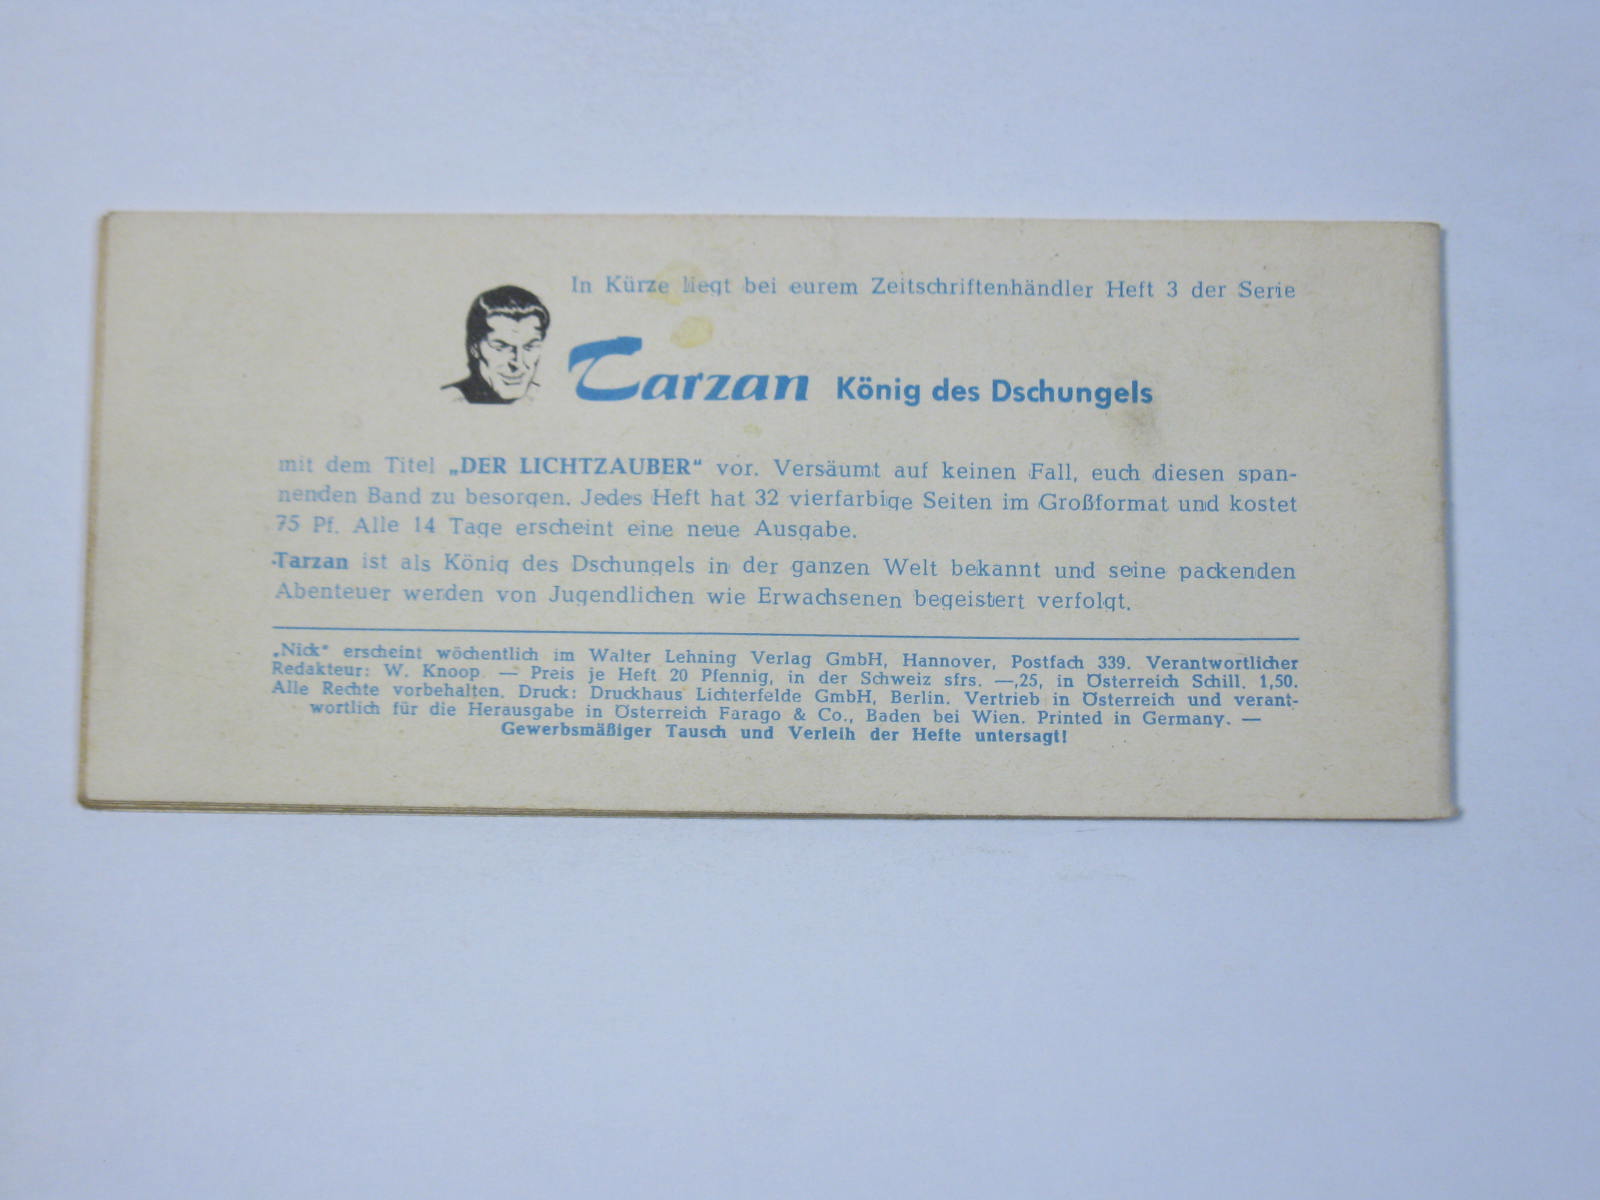 In Kürze liegt bei eurem Zeitschriftenhändler Heft 3 der Serie
Tarzan König des Dschungels
mit dem Titel „DER LICHTZAUBER“ vor. Versäumt auf keinen Fall, euch diesen span-
nenden Band zu besorgen. Jedes Heft hat 32 vierfarbige Seiten im Großformat und kostet
75 Pf. Alle 14 Tage erscheint eine neue Ausgabe.
Tarzan ist als König des Dschungels in der ganzen Welt bekannt und seine packenden
Abenteuer werden von Jugendlichen wie Erwachsenen begeistert verfolgt.
„Nick“ erscheint wöchentlich im Walter Lehning Verlag GmbH, Hannover, Postfach 339. Verantwortlicher
Redakteur: W. Knoop. — Preis je Heft 20 Pfennig, in der Schweiz sfrs. —,25, in Österreich Schill. 1,50.
Alle Rechte vorbehalten. Druck: Druckhaus Lichterfelde GmbH, Berlin. Vertrieb in Österreich und verant-
wortlich für die Herausgabe in Österreich Farago & Co., Baden bei Wien. Printed in Germany. —
Gewerbsmäßiger Tausch und Verleih der Hefte untersagt!